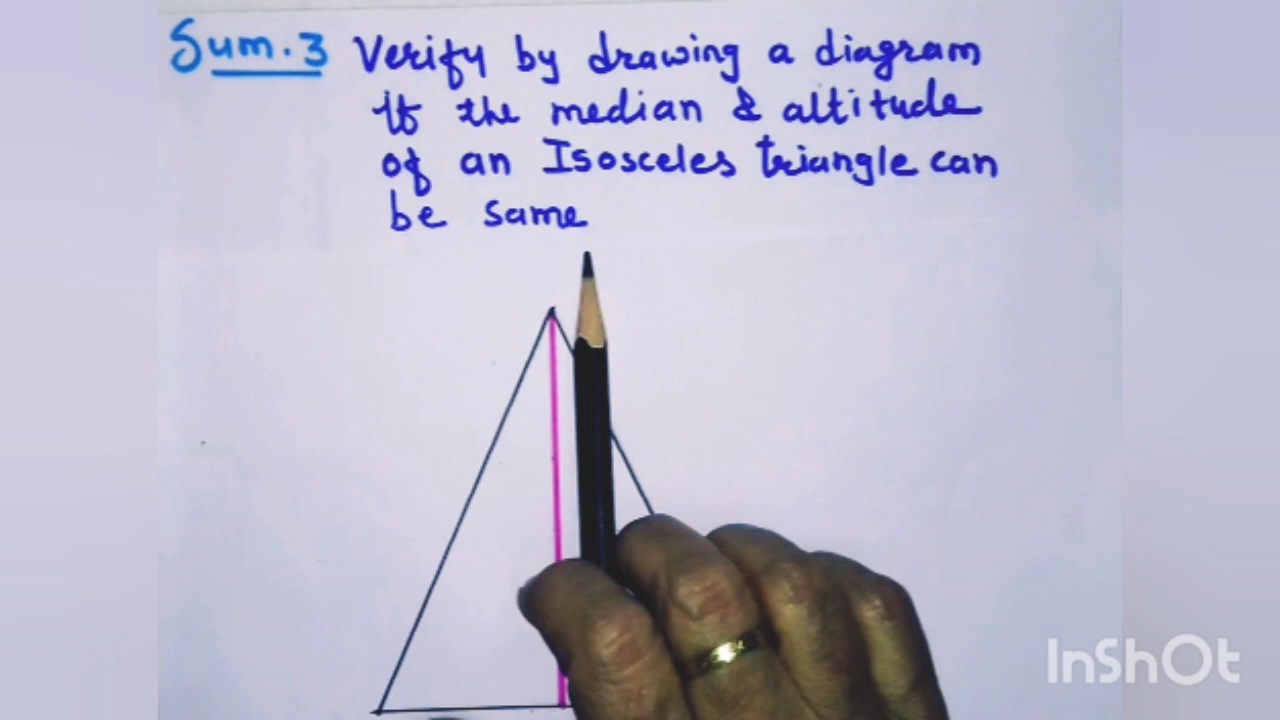 Sum. 3 Verify by drawing a diagram
if the median & altitude
of an Isosceles triangle can
be same
InShOt